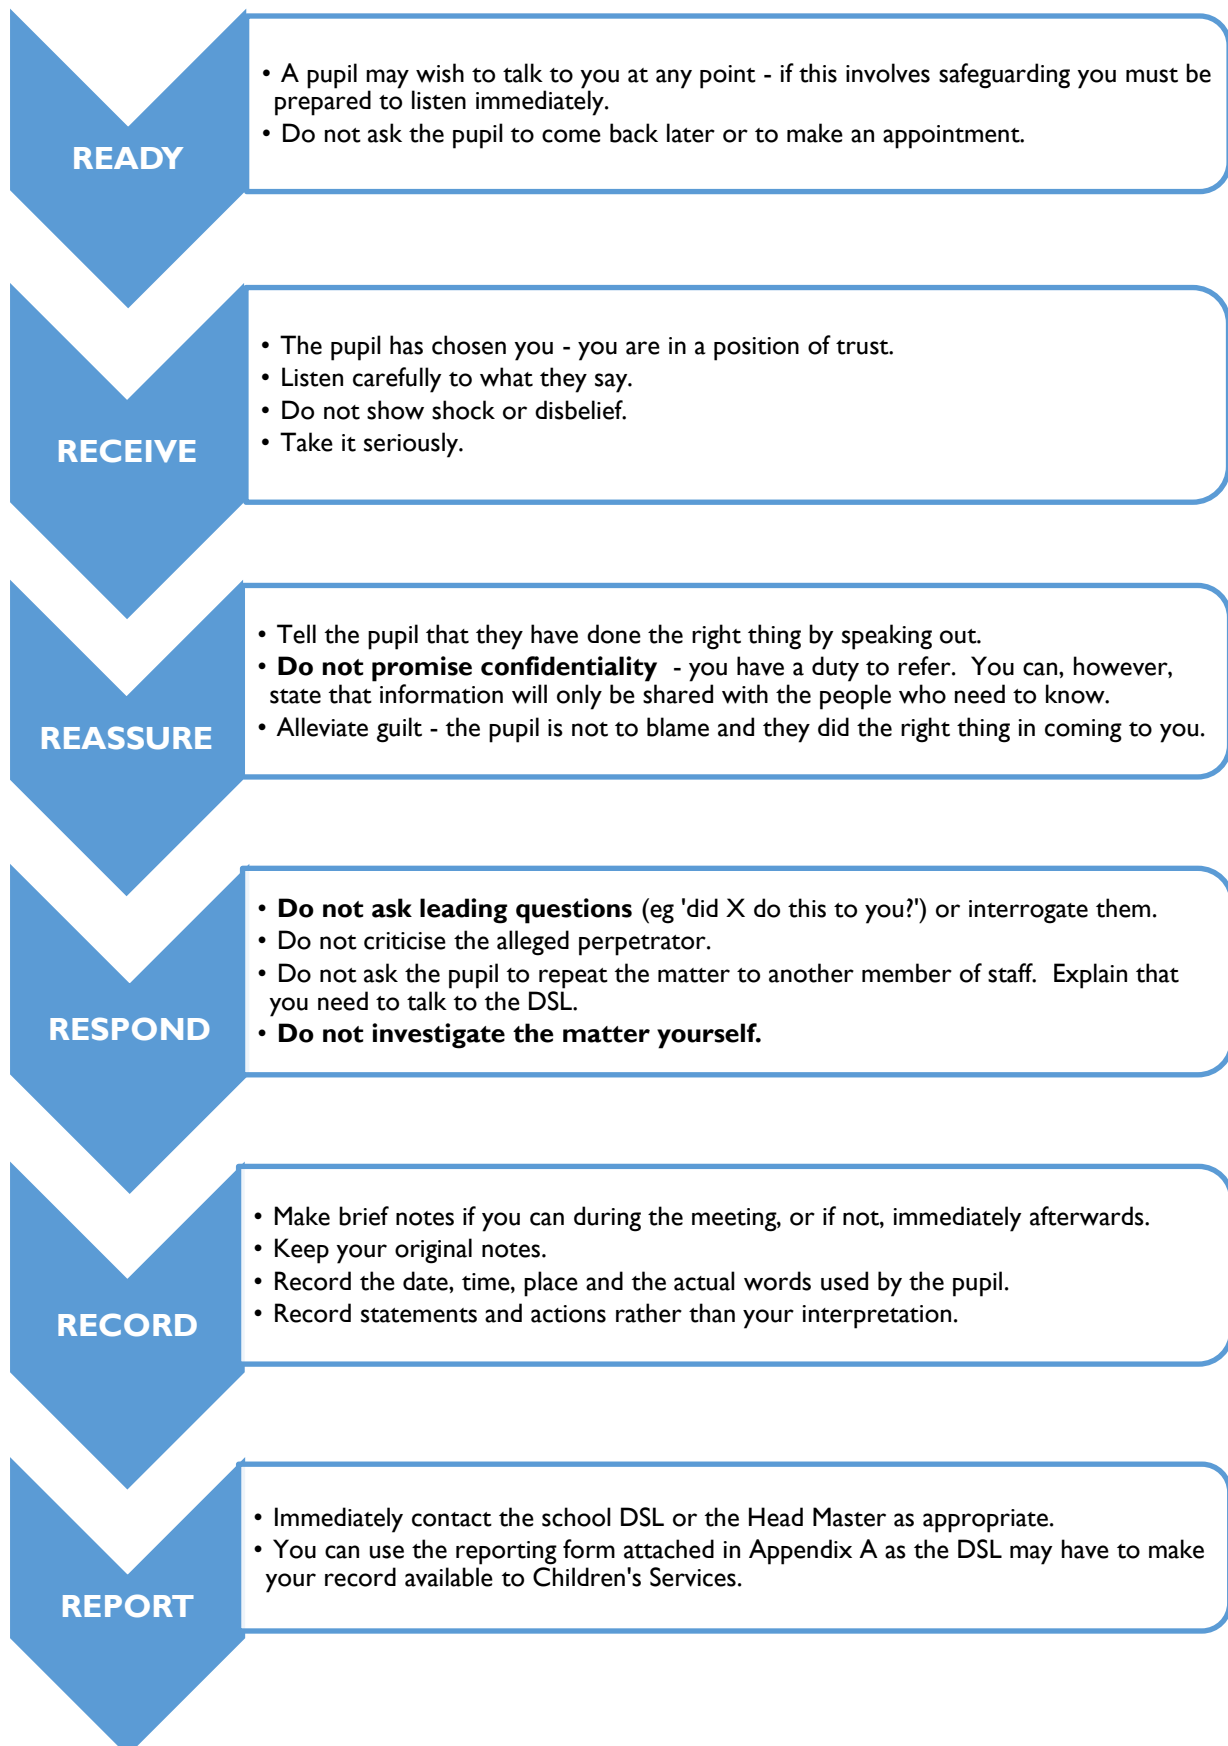 • A pupil may wish to talk to you at any point - if this involves safeguarding you must be
prepared to listen immediately.
• Do not ask the pupil to come back later or to make an appointment.
READY
• The pupil has chosen you - you are in a position of trust.
• Listen carefully to what they say.
• Do not show shock or disbelief.
• Take it seriously.
RECEIVE
• Tell the pupil that they have done the right thing by speaking out.
• Do not promise confidentiality - you have a duty to refer. You can, however,
state that information will only be shared with the people who need to know.
• Alleviate guilt - the pupil is not to blame and they did the right thing in coming to you.
REASSURE
• Do not ask leading questions (eg 'did X do this to you?') or interrogate them.
• Do not criticise the alleged perpetrator.
• Do not ask the pupil to repeat the matter to another member of staff. Explain that
you need to talk to the DSL.
• Do not investigate the matter yourself.
RESPOND
• Make brief notes if you can during the meeting, or if not, immediately afterwards.
• Keep your original notes.
• Record the date, time, place and the actual words used by the pupil.
• Record statements and actions rather than your interpretation.
RECORD
• Immediately contact the school DSL or the Head Master as appropriate.
• You can use the reporting form attached in Appendix A as the DSL may have to make
your record available to Children's Services.
REPORT